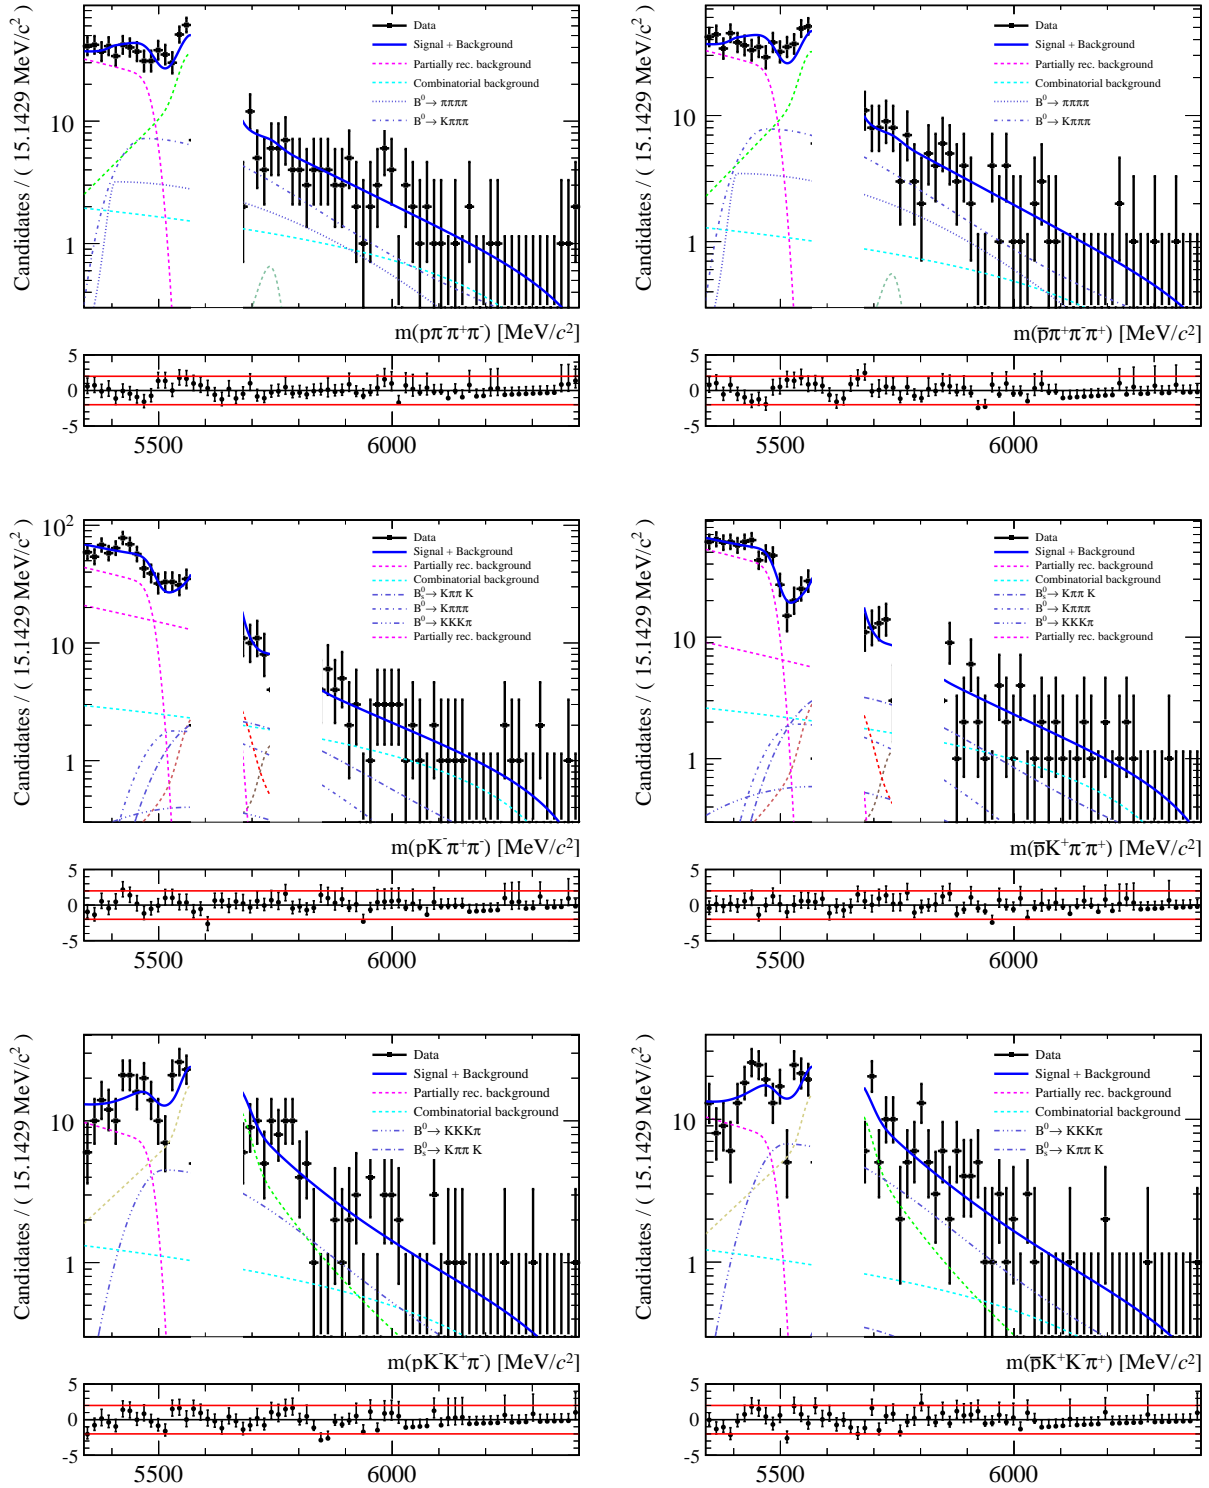 Candidates / ( 15.1429 MeV/c² )
10
1
Data
Signal + Background
Partially rec. background
Combinatorial background
B⁰→ ππππ
B⁰→ Kπππ
m(pπ⁻π⁺π⁻) [MeV/c²]
5
0
-5
5500 6000
Candidates / ( 15.1429 MeV/c² )
10
1
Data
Signal + Background
Partially rec. background
Combinatorial background
B⁰→ ππππ
B⁰→ Kπππ
m(p̅π⁺π⁻π⁺) [MeV/c²]
5
0
-5
5500 6000
Candidates / ( 15.1429 MeV/c² )
10²
10
1
Data
Signal + Background
Partially rec. background
Combinatorial background
B⁰ₛ→ Kππ K
B⁰→ Kπππ
B⁰→ KKKπ
Partially rec. background
m(pK⁻π⁺π⁻) [MeV/c²]
5
0
-5
5500 6000
Candidates / ( 15.1429 MeV/c² )
10
1
Data
Signal + Background
Partially rec. background
Combinatorial background
B⁰ₛ→ Kππ K
B⁰→ Kπππ
B⁰→ KKKπ
Partially rec. background
m(p̅K⁺π⁻π⁺) [MeV/c²]
5
0
-5
5500 6000
Candidates / ( 15.1429 MeV/c² )
10
1
Data
Signal + Background
Partially rec. background
Combinatorial background
B⁰→ KKKπ
B⁰ₛ→ Kππ K
m(pK⁻K⁺π⁻) [MeV/c²]
5
0
-5
5500 6000
Candidates / ( 15.1429 MeV/c² )
10
1
Data
Signal + Background
Partially rec. background
Combinatorial background
B⁰→ KKKπ
B⁰ₛ→ Kππ K
m(p̅K⁺K⁻π⁺) [MeV/c²]
5
0
-5
5500 6000